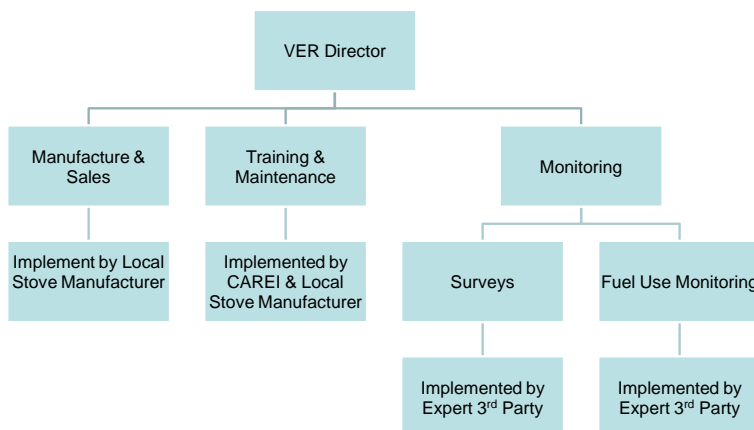 VER Director
Manufacture &
Sales
Training &
Maintenance
Monitoring
Implement by Local
Stove Manufacturer
Implemented by
CAREI & Local
Stove Manufacturer
Surveys
Fuel Use Monitoring
Implemented by
Expert 3rd Party
Implemented by
Expert 3rd Party